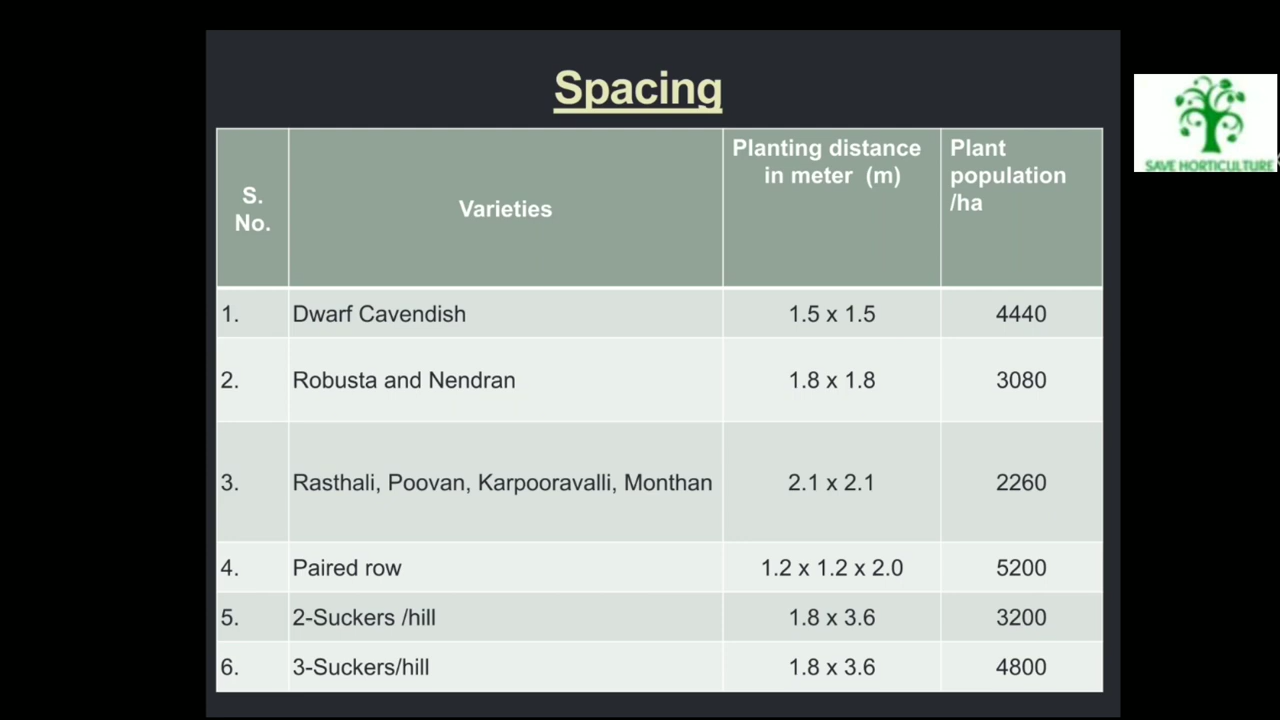 Spacing
S. No.
Varieties
Planting distance in meter (m)
Plant population /ha
1. Dwarf Cavendish 1.5 x 1.5 4440
2. Robusta and Nendran 1.8 x 1.8 3080
3. Rasthali, Poovan, Karpooravalli, Monthan 2.1 x 2.1 2260
4. Paired row 1.2 x 1.2 x 2.0 5200
5. 2-Suckers /hill 1.8 x 3.6 3200
6. 3-Suckers/hill 1.8 x 3.6 4800
SAVE HORTICULTURE